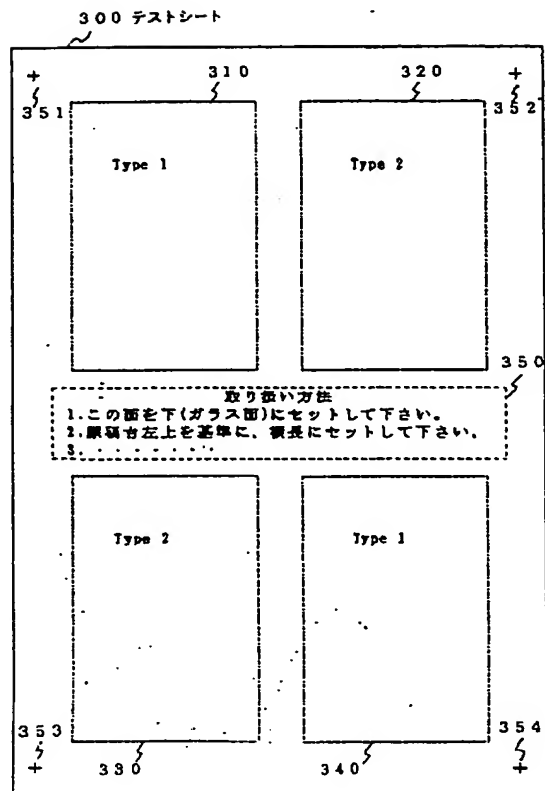 300 テストシート
310 320
351 352
Type 1 Type 2
350
取り扱い方法
1.この面を下(ガラス面)にセットして下さい。
2.原稿台左上を基準に、横長にセットして下さい。
3.・・・・・・・・
Type 2 Type 1
353 354
330 340